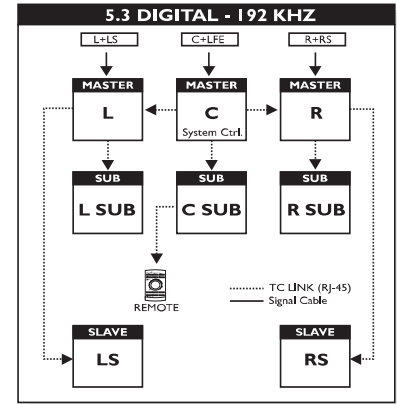 5.3 DIGITAL - 192 KHZ
L+LS C+LFE R+RS
MASTER MASTER MASTER
L C R
System Ctrl.
SUB SUB SUB
L SUB C SUB R SUB
TC LINK (RJ-45)
Signal Cable
REMOTE
SLAVE SLAVE
LS RS